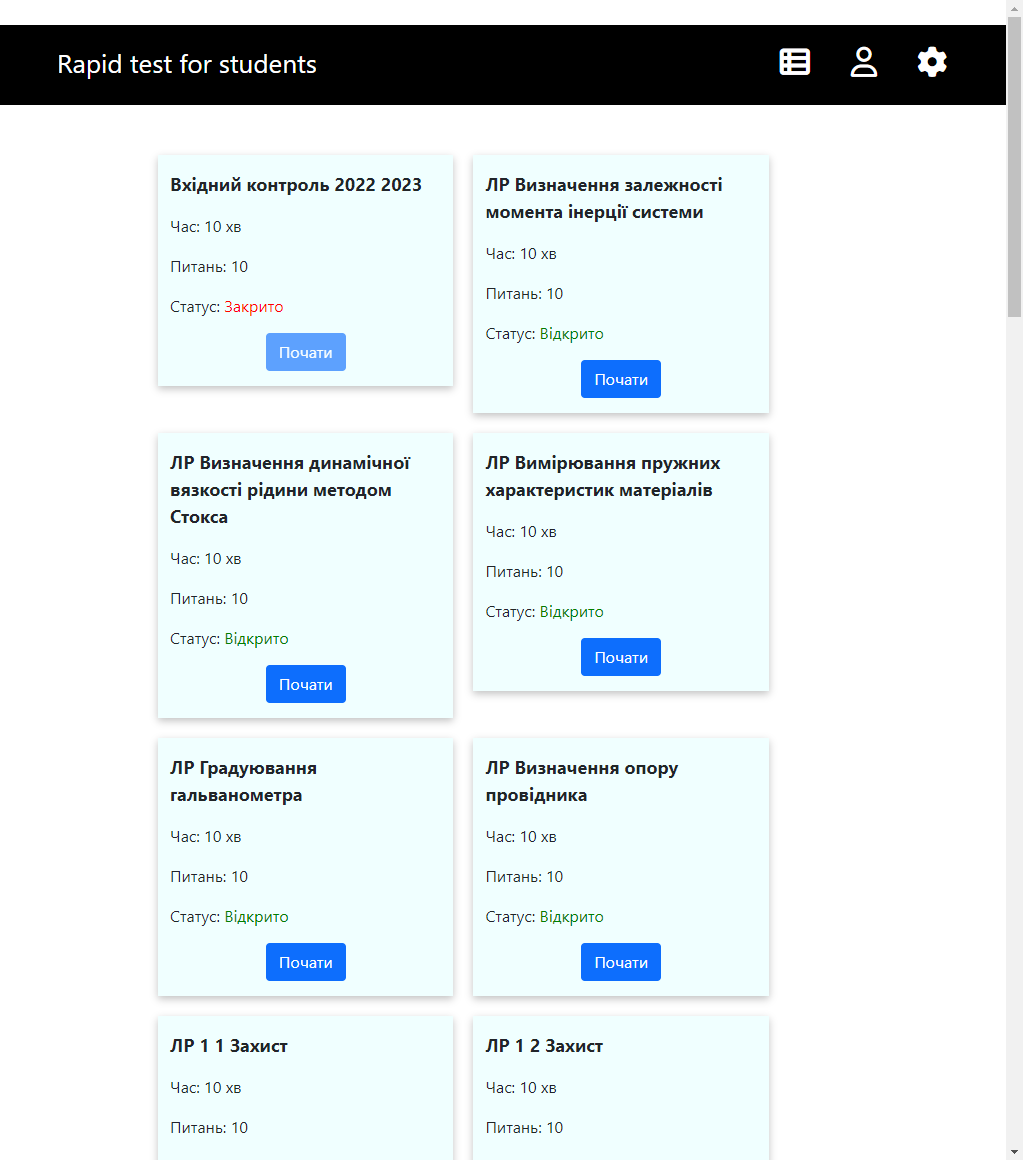 Rapid test for students
Вхідний контроль 2022 2023
Час: 10 хв
Питань: 10
Статус: Закрито
Почати
ЛР Визначення залежності
момента інерції системи
Час: 10 хв
Питань: 10
Статус: Відкрито
Почати
ЛР Визначення динамічної
вязкості рідини методом
Стокса
Час: 10 хв
Питань: 10
Статус: Відкрито
Почати
ЛР Вимірювання пружних
характеристик матеріалів
Час: 10 хв
Питань: 10
Статус: Відкрито
Почати
ЛР Градуювання
гальванометра
Час: 10 хв
Питань: 10
Статус: Відкрито
Почати
ЛР Визначення опору
провідника
Час: 10 хв
Питань: 10
Статус: Відкрито
Почати
ЛР 1 1 Захист
Час: 10 хв
Питань: 10
ЛР 1 2 Захист
Час: 10 хв
Питань: 10